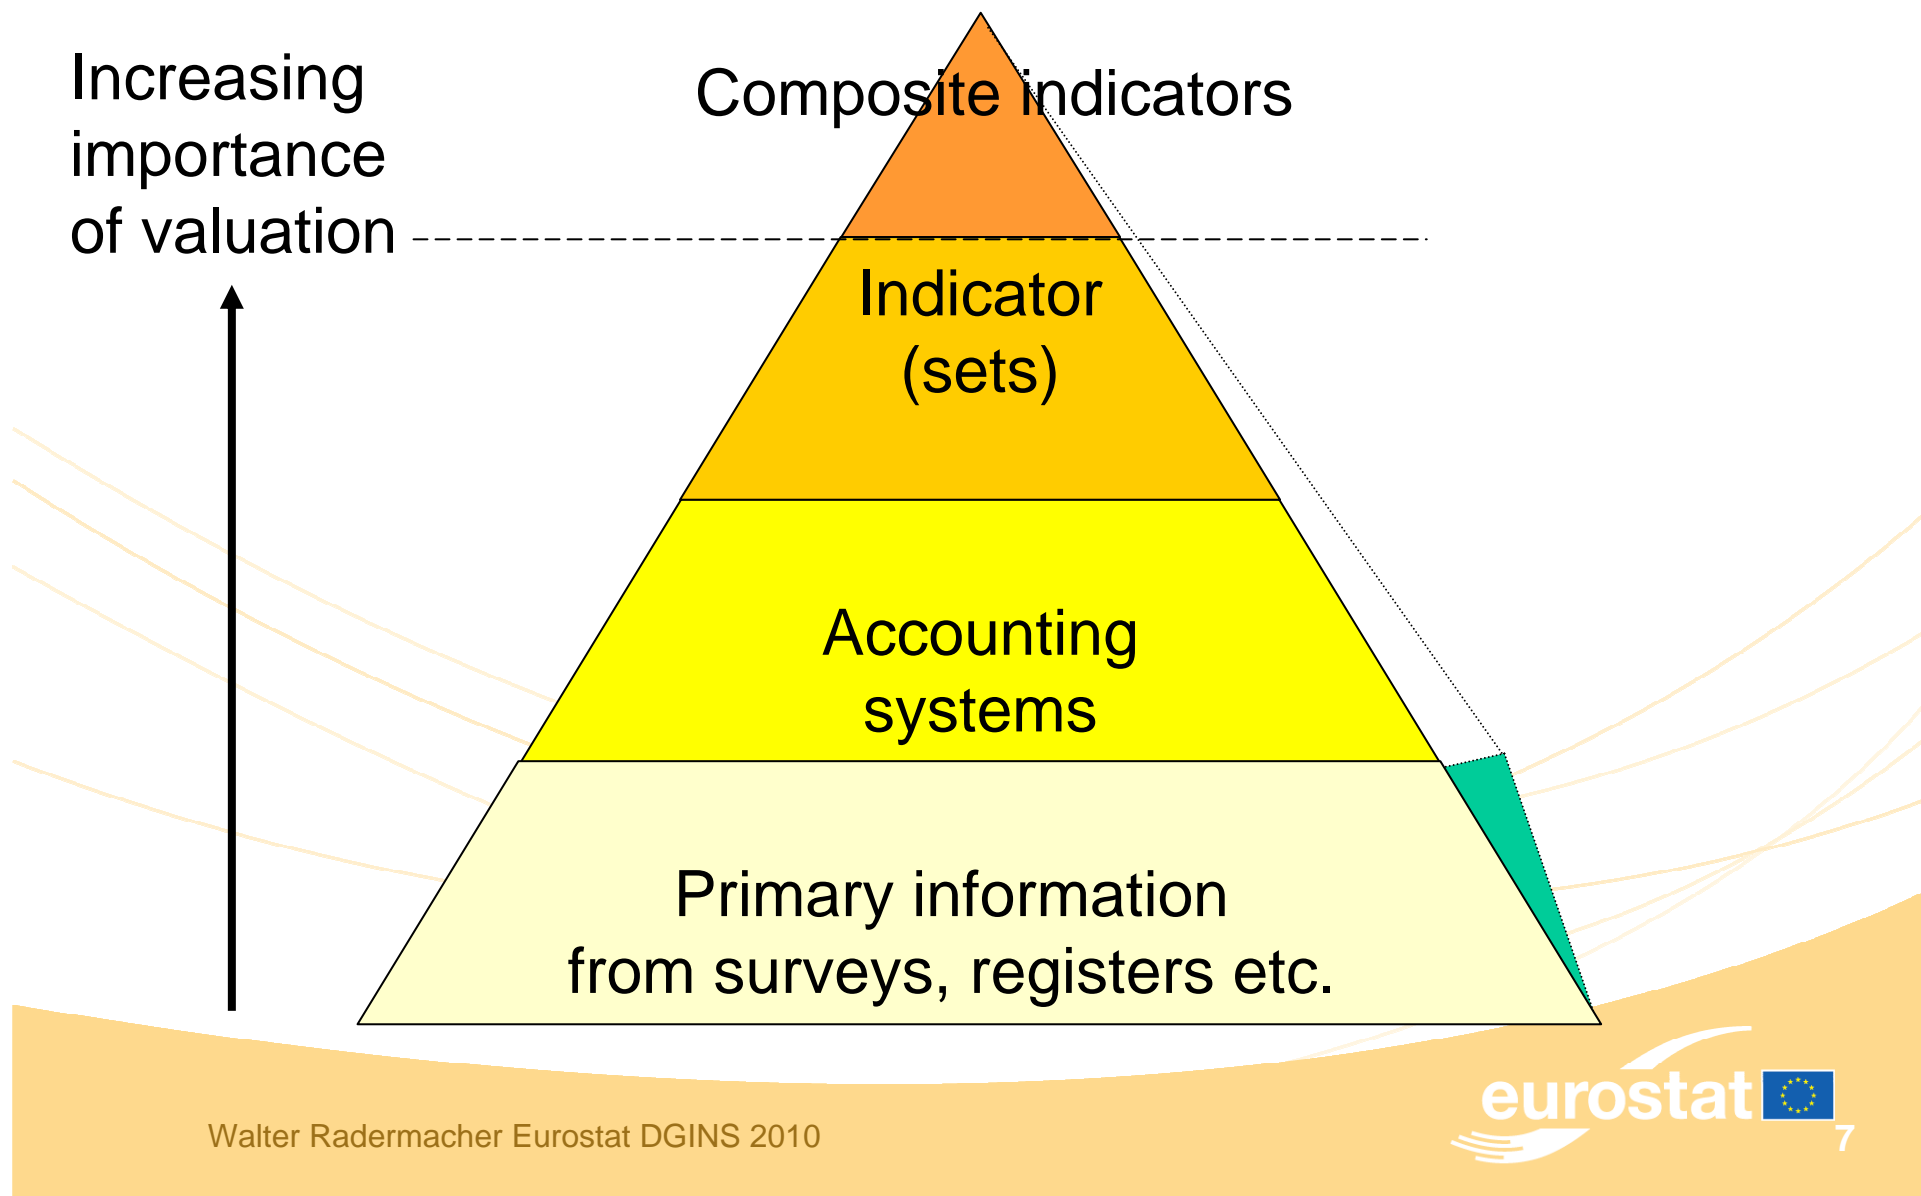 Increasing
importance
of valuation
Composite indicators
Indicator
(sets)
Accounting
systems
Primary information
from surveys, registers etc.
Walter Radermacher Eurostat DGINS 2010
eurostat
7